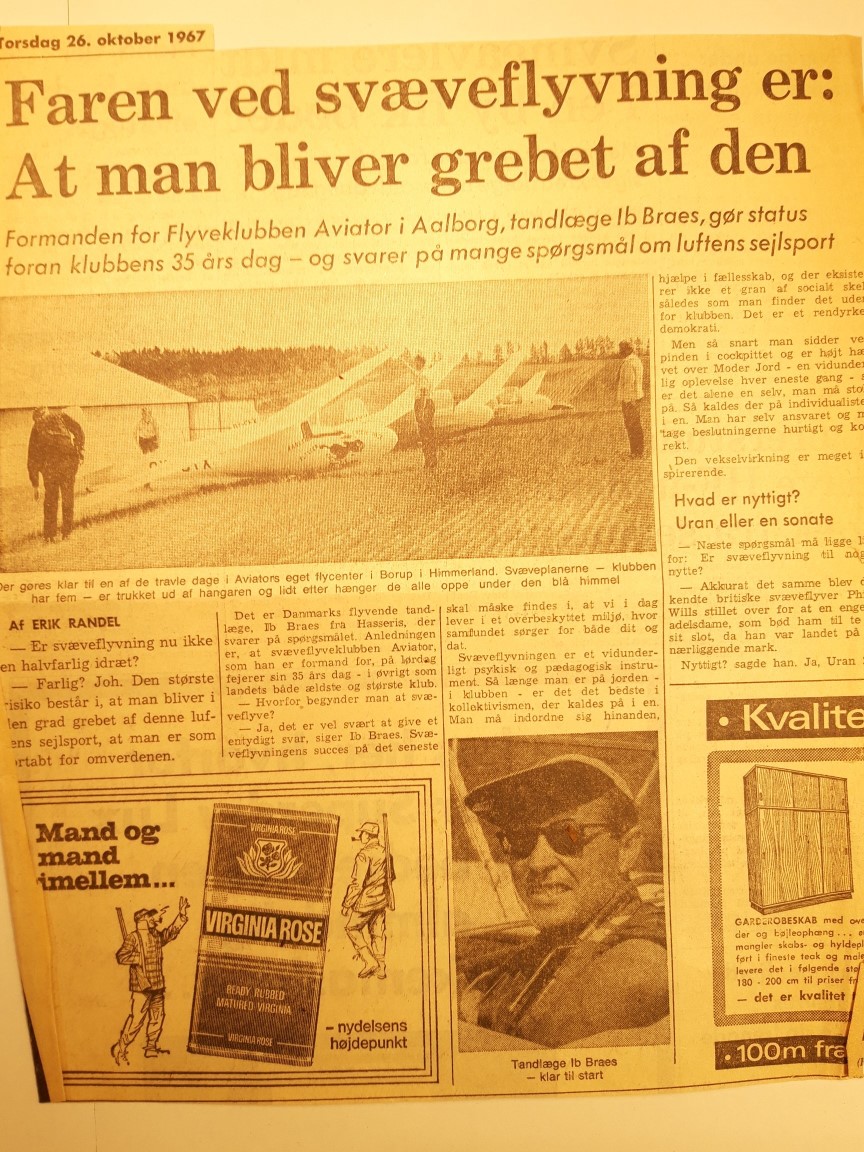 Torsdag 26. oktober 1967
Faren ved svæveflyvning er:
At man bliver grebet af den
Formanden for Flyveklubben Aviator i Aalborg, tandlæge Ib Braes, gør status
foran klubbens 35 års dag – og svarer på mange spørgsmål om luftens sejlsport
Der gøres klar til en af de travle dage i Aviators eget flycenter i Borup i Himmerland. Svæveplanerne – klubben
har fem – er trukket ud af hangaren og lidt efter hænger de alle oppe under den blå himmel
Af ERIK RANDEL
— Er svæveflyvning nu ikke
en halvfarlig idræt?
— Farlig? Joh. Den største
risiko består i, at man bliver i
den grad grebet af denne luf-
ens sejlsport, at man er som
rtabt for omverdenen.
Det er Danmarks flyvende tand-
læge, Ib Braes fra Hasseris, der
svarer på spørgsmålet. Anledningen
er, at svæveflyveklubben Aviator,
som han er formand for, på lørdag
fejerer sin 35 års dag - i øvrigt som
landets både ældste og største klub.
— Hvorfor begynder man at svæ-
veflyve?
— Ja, det er vel svært at give et
entydigt svar, siger Ib Braes. Svæ-
veflyvningens succes på det seneste
skal måske findes i, at vi i dag
lever i et overbeskyttet miljø, hvor
samfundet sørger for både dit og
dat.
Svæveflyvningen er et vidunder-
ligt psykisk og pædagogisk instru-
ment. Så længe man er på jorden -
i klubben - er det det bedste i
kollektivismen, der kaldes på i en.
Man må indordne sig hinanden,
hjælpe i fællesskab, og der eksiste
rer ikke et gran af socialt skel
således som man finder det uden
for klubben. Det er et rendyrke
demokrati.
Men så snart man sidder ve
pinden i cockpittet og er højt hæ
vet over Moder Jord - en vidunder
lig oplevelse hver eneste gang - 
er det alene en selv, man må sto
på. Så kaldes der på individualiste
i en. Man har selv ansvaret og m
tage beslutningerne hurtigt og ko
rekt.
Den vekselvirkning er meget i
spirerende.
Hvad er nyttigt?
Uran eller en sonate
— Næste spørgsmål må ligge li
for: Er svæveflyvning til nog
nytte?
— Akkurat det samme blev d
kendte britiske svæveflyver Phi
Wills stillet over for at en enge
adelsdame, som bød ham til te
sit slot, da han var landet på
nærliggende mark.
Nyttigt? sagde han. Ja, Uran
Mand og
mand
imellem...
VIRGINIA ROSE
VIRGINIA ROSE
READY RUBBED
MATURED VIRGINIA
VIRGINIA ROSE
– nydelsens
højdepunkt
Tandlæge Ib Braes
— klar til start
• Kvalite
GARDEROBESKAB med ove
der og bøjleophæng . . .
mangler skabs- og hyldepl
ført i fineste teak og male
levere det i følgende stø
180 - 200 cm til priser fr
— det er kvalitet
• 100m fra